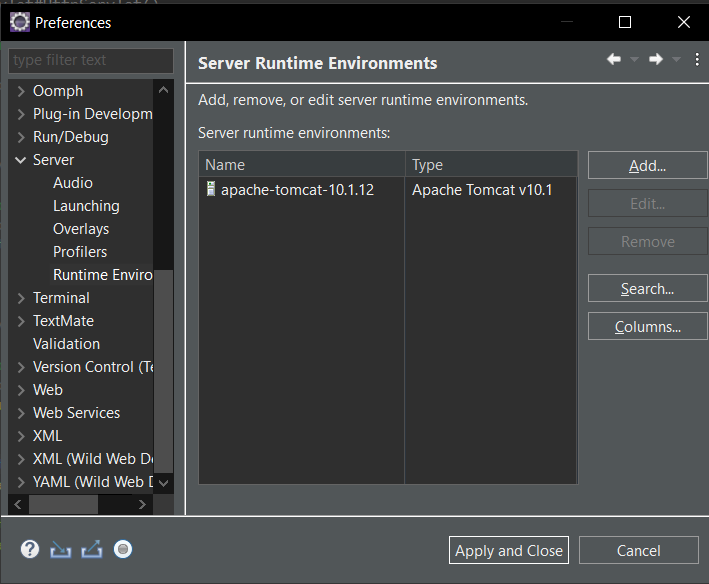 Preferences
type filter text
Oomph
Plug-in Developm
Run/Debug
Server
Audio
Launching
Overlays
Profilers
Runtime Enviro
Terminal
TextMate
Validation
Version Control (Te
Web
Web Services
XML
XML (Wild Web De
YAML (Wild Web D
Server Runtime Environments
Add, remove, or edit server runtime environments.
Server runtime environments:
Name Type
apache-tomcat-10.1.12 Apache Tomcat v10.1
Add...
Edit...
Remove
Search...
Columns...
?
Apply and Close Cancel